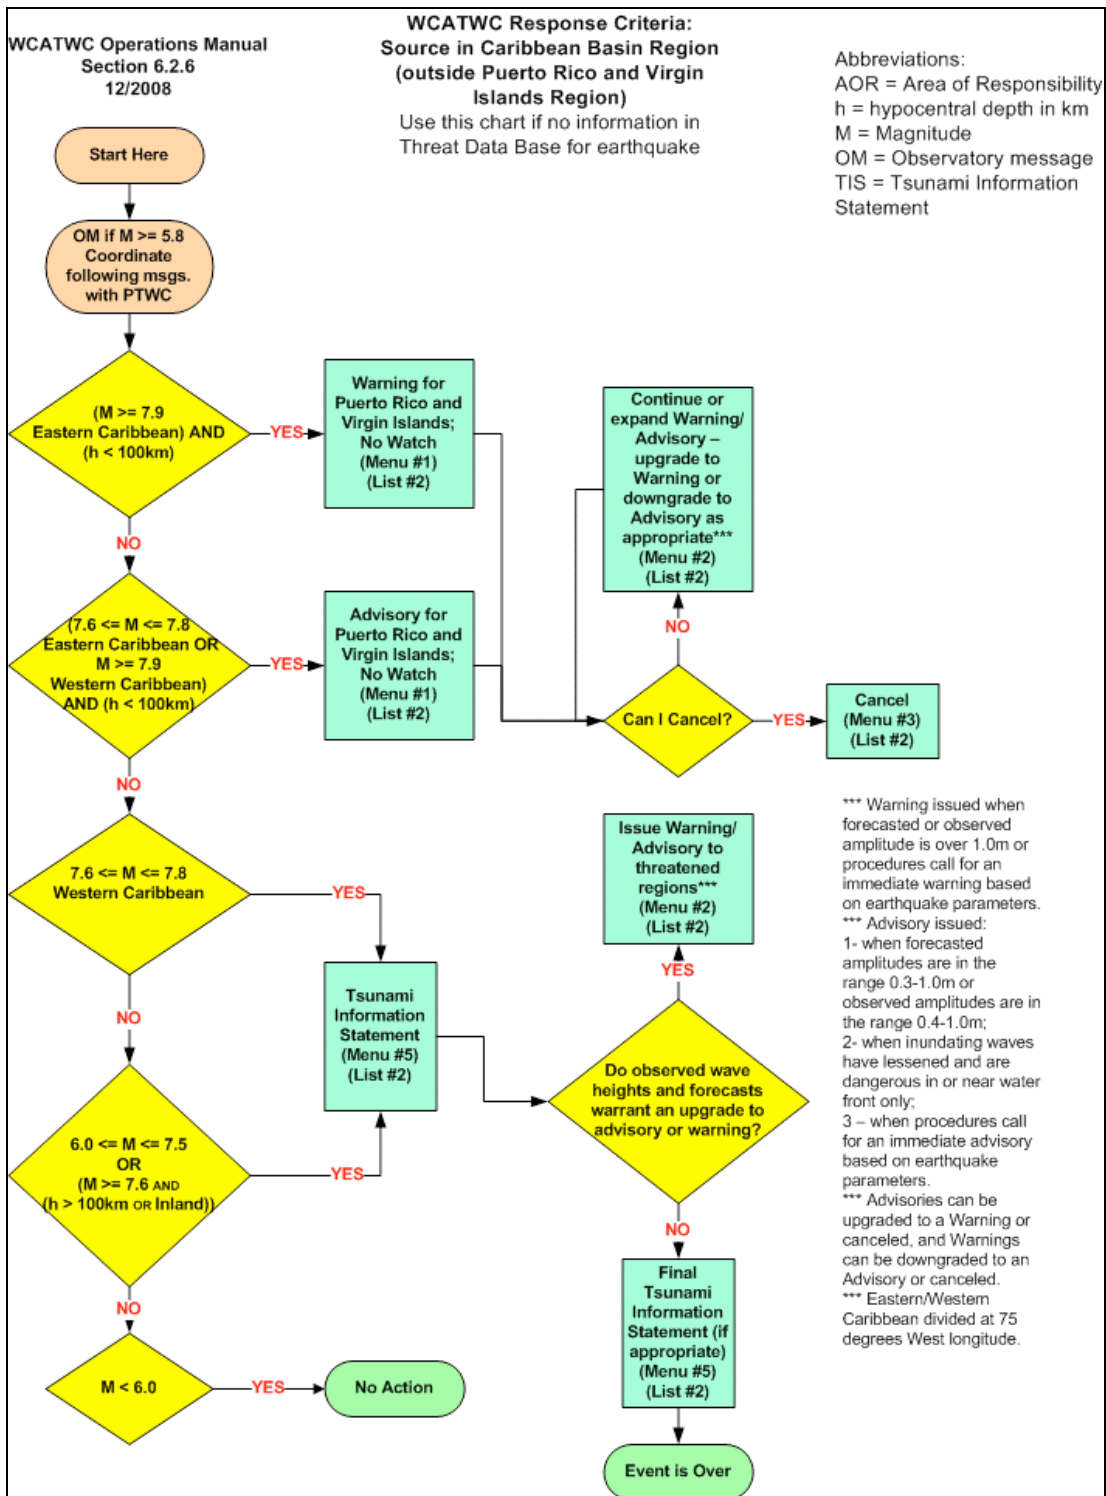 WCATWC Operations Manual
Section 6.2.6
12/2008
WCATWC Response Criteria:
Source in Caribbean Basin Region
(outside Puerto Rico and Virgin
Islands Region)
Use this chart if no information in
Threat Data Base for earthquake
Abbreviations:
AOR = Area of Responsibility
h = hypocentral depth in km
M = Magnitude
OM = Observatory message
TIS = Tsunami Information
Statement
Start Here
OM if M >= 5.8
Coordinate
following msgs.
with PTWC
(M >= 7.9
Eastern Caribbean) AND
(h < 100km)
YES
Warning for
Puerto Rico and
Virgin Islands;
No Watch
(Menu #1)
(List #2)
Continue or
expand Warning/
Advisory –
upgrade to
Warning or
downgrade to
Advisory as
appropriate***
(Menu #2)
(List #2)
NO
(7.6 <= M <= 7.8
Eastern Caribbean OR
M >= 7.9
Western Caribbean)
AND (h < 100km)
YES
Advisory for
Puerto Rico and
Virgin Islands;
No Watch
(Menu #1)
(List #2)
NO
Can I Cancel?
YES
Cancel
(Menu #3)
(List #2)
NO
7.6 <= M <= 7.8
Western Caribbean
YES
Issue Warning/
Advisory to
threatened
regions***
(Menu #2)
(List #2)
YES
NO
Tsunami
Information
Statement
(Menu #5)
(List #2)
Do observed wave
heights and forecasts
warrant an upgrade to
advisory or warning?
6.0 <= M <= 7.5
OR
(M >= 7.6 AND
(h > 100km OR Inland))
YES
NO
Final
Tsunami
Information
Statement (if
appropriate)
(Menu #5)
(List #2)
NO
M < 6.0
YES
No Action
Event is Over
*** Warning issued when
forecasted or observed
amplitude is over 1.0m or
procedures call for an
immediate warning based
on earthquake parameters.
*** Advisory issued:
1- when forecasted
amplitudes are in the
range 0.3-1.0m or
observed amplitudes are in
the range 0.4-1.0m;
2- when inundating waves
have lessened and are
dangerous in or near water
front only;
3 – when procedures call
for an immediate advisory
based on earthquake
parameters.
*** Advisories can be
upgraded to a Warning or
canceled, and Warnings
can be downgraded to an
Advisory or canceled.
*** Eastern/Western
Caribbean divided at 75
degrees West longitude.